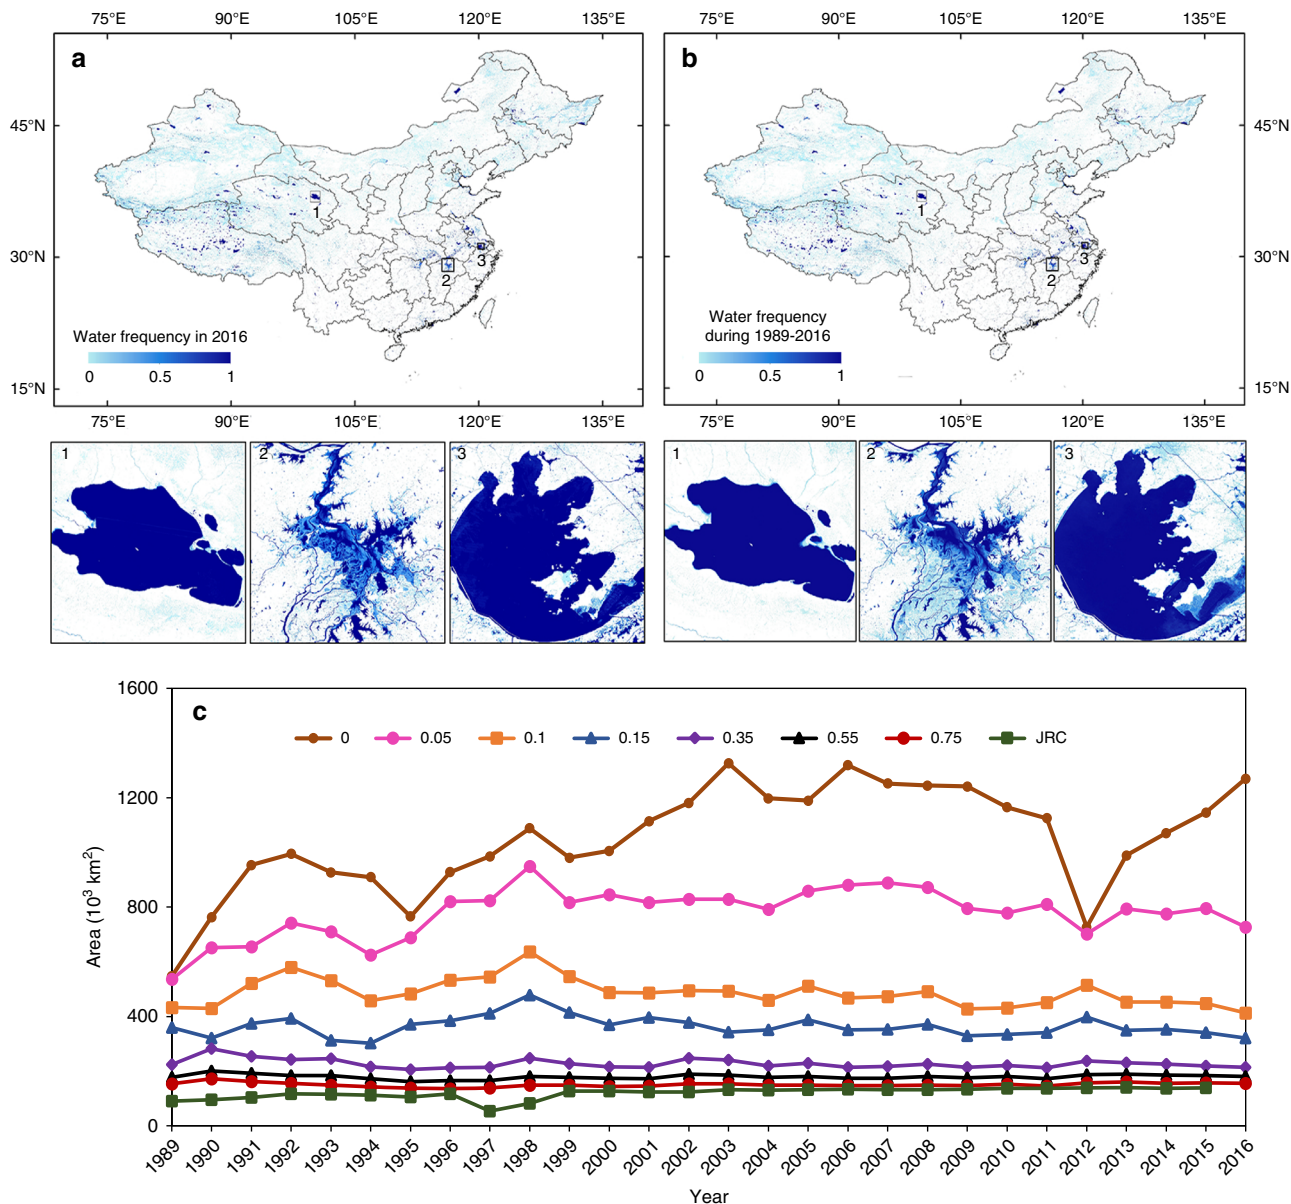 75°E 90°E 105°E 120°E 135°E 75°E 90°E 105°E 120°E 135°E
a b
45°N 45°N
1 1
30°N 30°N
3 3
2 2
Water frequency in 2016
0 0.5 1
Water frequency
during 1989-2016
0 0.5 1
15°N 15°N
75°E 90°E 105°E 120°E 135°E 75°E 90°E 105°E 120°E 135°E
1 2 3 1 2 3
c
0 0.05 0.1 0.15 0.35 0.55 0.75 JRC
1600
1200
800
400
0
Area (10³ km²)
1989 1990 1991 1992 1993 1994 1995 1996 1997 1998 1999 2000 2001 2002 2003 2004 2005 2006 2007 2008 2009 2010 2011 2012 2013 2014 2015 2016
Year